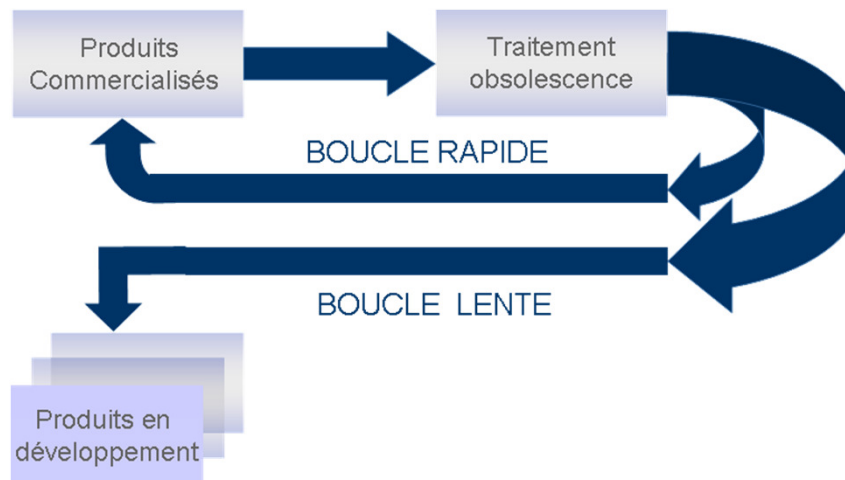 Produits
Commercialisés
Traitement
obsolescence
BOUCLE RAPIDE
BOUCLE LENTE
Produits en
développement